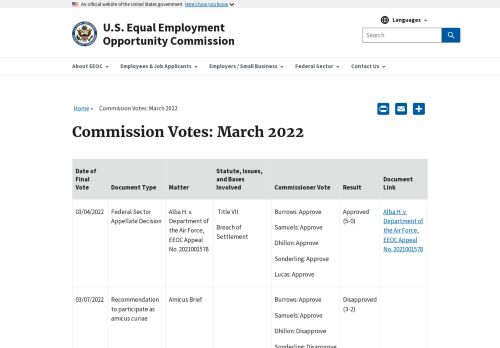 An official website of the United States government Here's how you know
Languages
U.S. Equal Employment
Opportunity Commission
Search
About EEOC
Employees & Job Applicants
Employers / Small Business
Federal Sector
Contact Us
Home » Commission Votes: March 2022
Commission Votes: March 2022
Date of Final Vote
Document Type
Matter
Statute, Issues, and Bases Involved
Commissioner Vote
Result
Document Link
03/04/2022
Federal Sector Appellate Decision
Alba H. v. Department of the Air Force, EEOC Appeal No. 2021001578
Title VII
Breach of Settlement
Burrows: Approve
Samuels: Approve
Dhillon: Approve
Sonderling: Approve
Lucas: Approve
Approved (5-0)
Alba H. v. Department of the Air Force, EEOC Appeal No. 2021001578
03/07/2022
Recommendation to participate as amicus curiae
Amicus Brief
Burrows: Approve
Samuels: Approve
Dhillon: Disapprove
Sonderling: Disapprove
Disapproved (3-2)